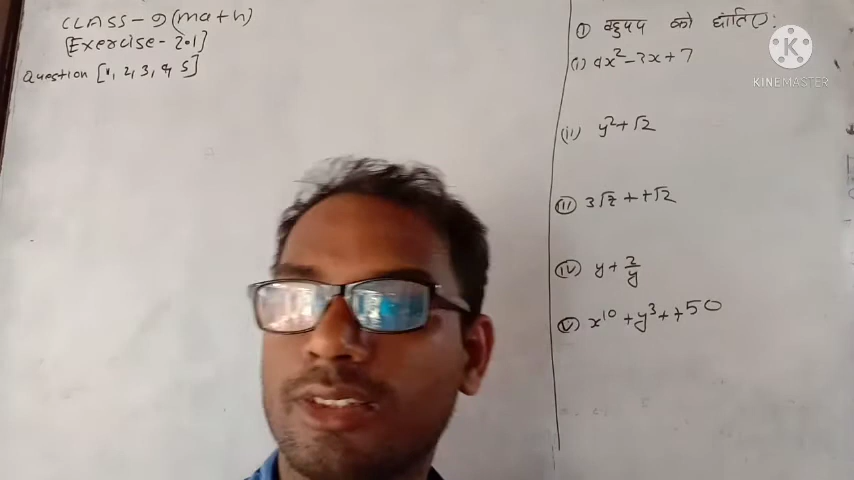 CLASS-9 (math)
[Exercise-2.1]
Question [1, 2, 3, 4, 5]
① बहुपद को
(i) 4x² - 3x + 7
(ii) y² + √2
(iii) 3√t + t√2
(iv) y + 2/y
(v) x¹⁰ + y³ + t50
KINEMASTER